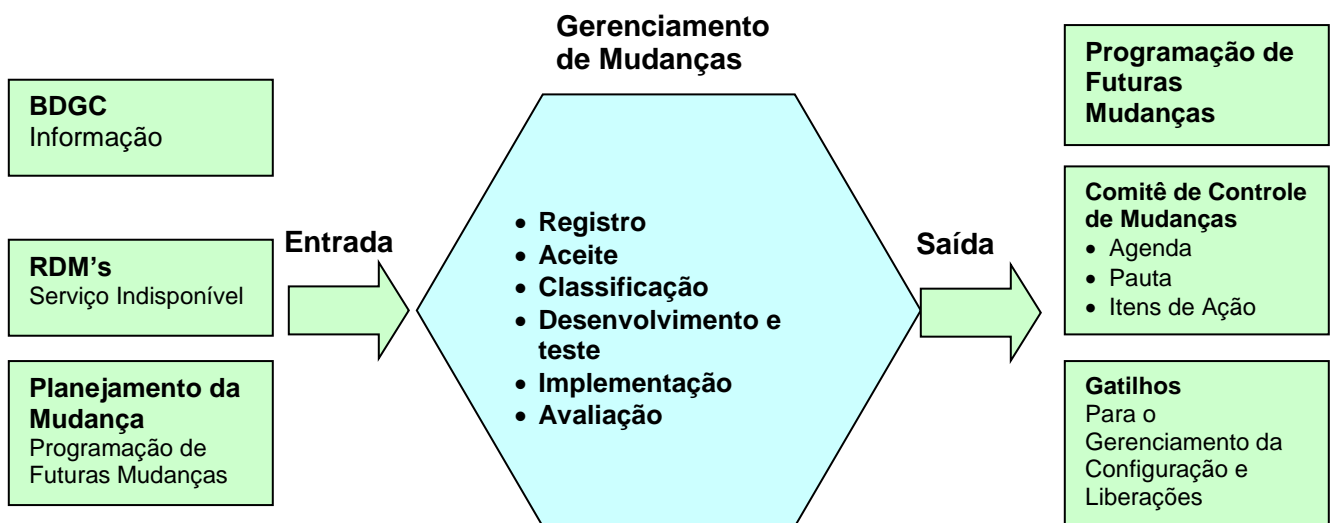 Gerenciamento
de Mudanças
BDGC
Informação
RDM's
Serviço Indisponível
Planejamento da
Mudança
Programação de
Futuras Mudanças
Entrada
• Registro
• Aceite
• Classificação
• Desenvolvimento e
teste
• Implementação
• Avaliação
Saída
Programação de
Futuras
Mudanças
Comitê de Controle
de Mudanças
• Agenda
• Pauta
• Itens de Ação
Gatilhos
Para o
Gerenciamento da
Configuração e
Liberações